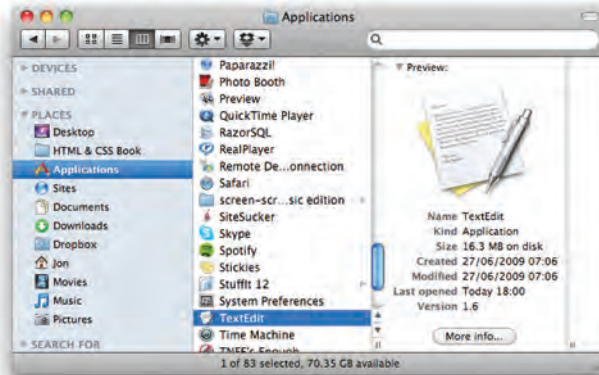 Applications
DEVICES
SHARED
PLACES
Desktop
HTML & CSS Book
Applications
Sites
Documents
Downloads
Dropbox
Jon
Movies
Music
Pictures
SEARCH FOR
Paparazzi!
Photo Booth
Preview
QuickTime Player
RazorSQL
RealPlayer
Remote De...onnection
Safari
screen-scr...sic edition
SiteSucker
Skype
Spotify
Stickies
StuffIt 12
System Preferences
TextEdit
Time Machine
TNEF's Enough
Preview:
Name TextEdit
Kind Application
Size 16.3 MB on disk
Created 27/06/2009 07:06
Modified 27/06/2009 07:06
Last opened Today 18:00
Version 1.6
More info...
1 of 83 selected, 70.35 GB available